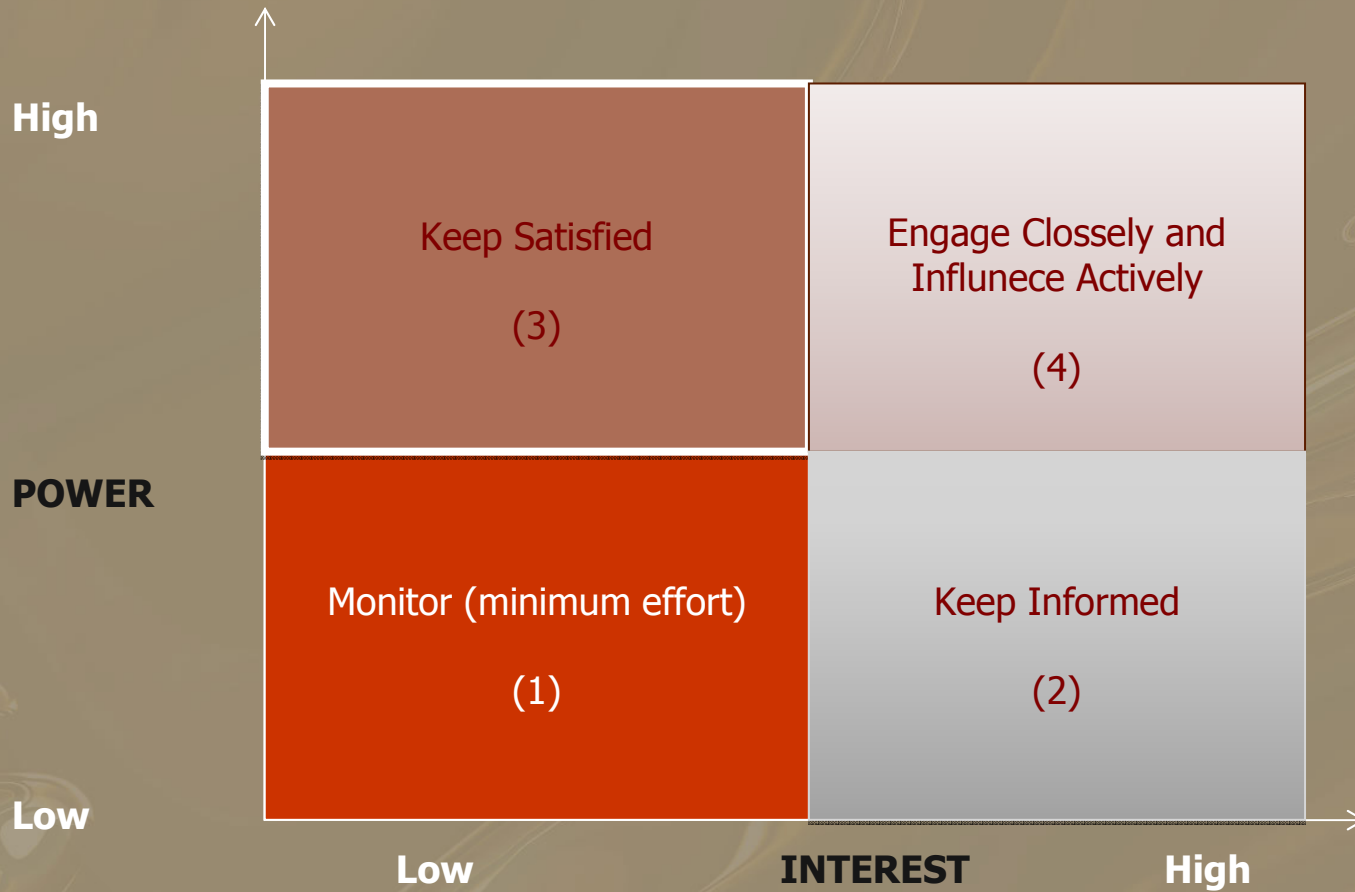 High
Keep Satisfied
(3)
Engage Clossely and
Influnece Actively
(4)
POWER
Monitor (minimum effort)
(1)
Keep Informed
(2)
Low
Low
INTEREST
High